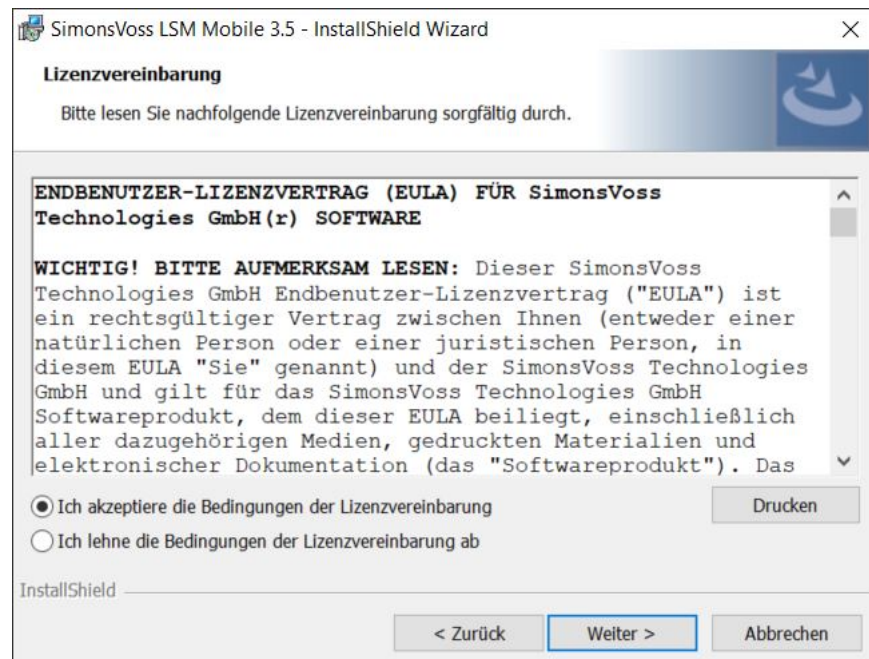 SimonsVoss LSM Mobile 3.5 - InstallShield Wizard
Lizenzvereinbarung
Bitte lesen Sie nachfolgende Lizenzvereinbarung sorgfältig durch.
ENDBENUTZER-LIZENZVERTRAG (EULA) FÜR SimonsVoss
Technologies GmbH(r) SOFTWARE
WICHTIG! BITTE AUFMERKSAM LESEN: Dieser SimonsVoss
Technologies GmbH Endbenutzer-Lizenzvertrag ("EULA") ist
ein rechtsgültiger Vertrag zwischen Ihnen (entweder einer
natürlichen Person oder einer juristischen Person, in
diesem EULA "Sie" genannt) und der SimonsVoss Technologies
GmbH und gilt für das SimonsVoss Technologies GmbH
Softwareprodukt, dem dieser EULA beiliegt, einschließlich
aller dazugehörigen Medien, gedruckten Materialien und
elektronischer Dokumentation (das "Softwareprodukt"). Das
Ich akzeptiere die Bedingungen der Lizenzvereinbarung
Drucken
Ich lehne die Bedingungen der Lizenzvereinbarung ab
InstallShield
< Zurück
Weiter >
Abbrechen